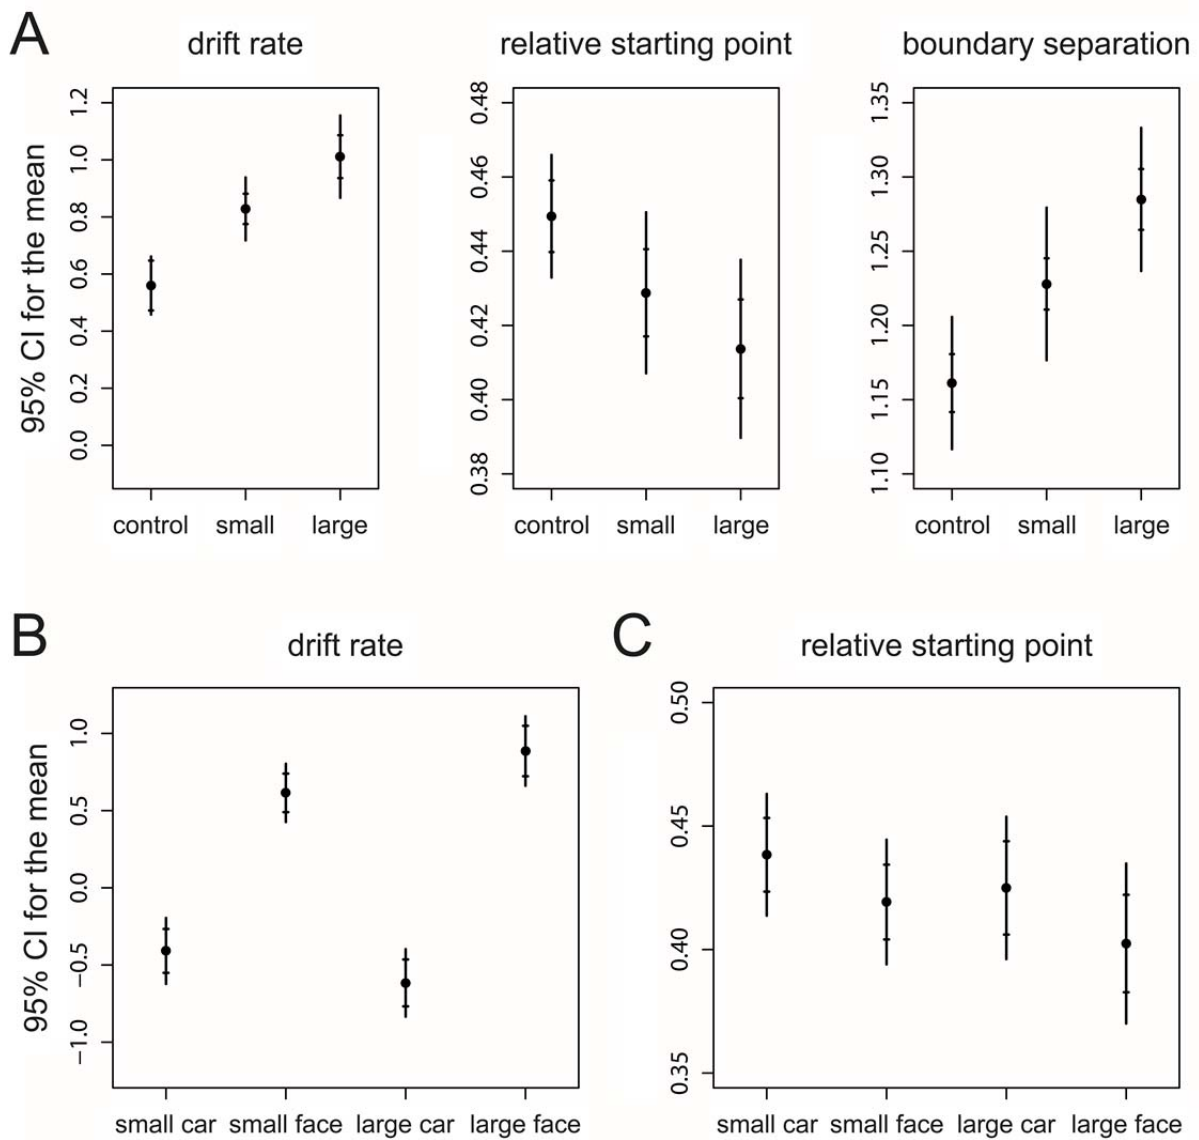 A
drift rate
relative starting point
boundary separation
95% CI for the mean
1.2
1.0
0.8
0.6
0.4
0.2
0.0
control small large
0.48
0.46
0.44
0.42
0.40
0.38
control small large
1.35
1.30
1.25
1.20
1.15
1.10
control small large
B
drift rate
95% CI for the mean
1.0
0.5
0.0
−0.5
−1.0
small car small face large car large face
C
relative starting point
0.50
0.45
0.40
0.35
small car small face large car large face